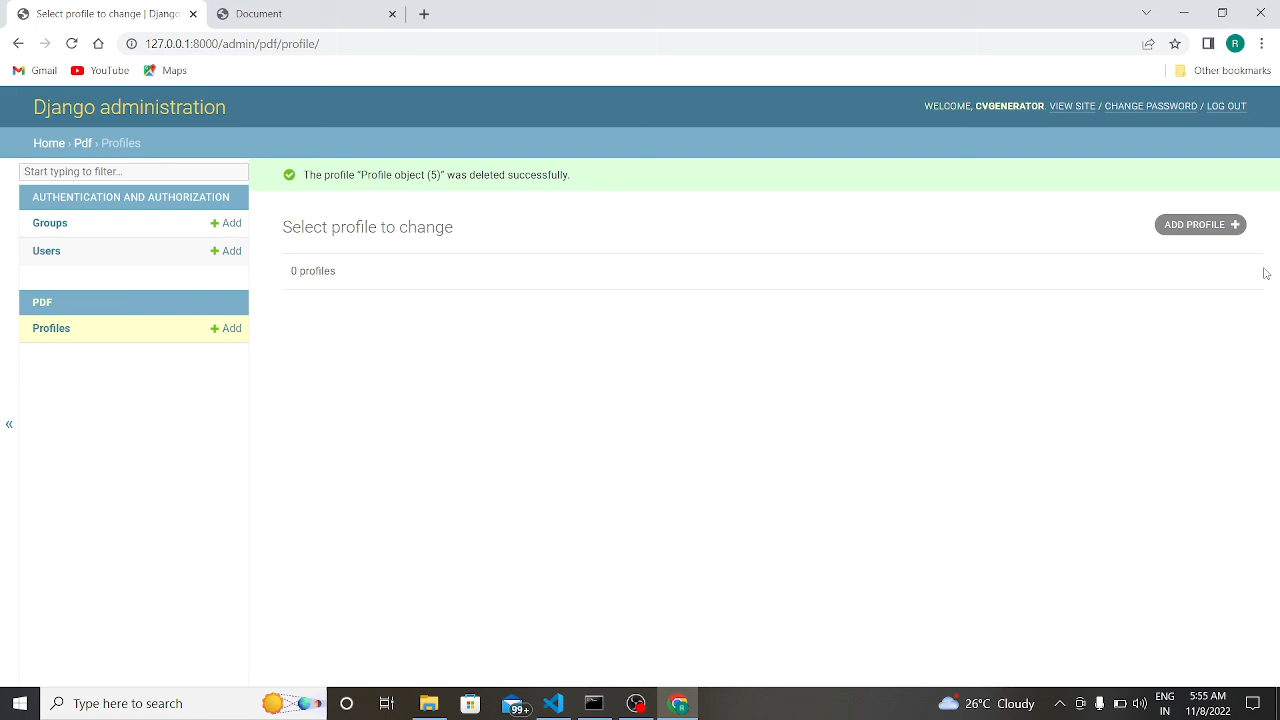 Select profile to change | Djang
Document
127.0.0.1:8000/admin/pdf/profile/
R
Gmail
YouTube
Maps
Other bookmarks
Django administration
WELCOME, CVGENERATOR. VIEW SITE / CHANGE PASSWORD / LOG OUT
Home › Pdf › Profiles
Start typing to filter...
AUTHENTICATION AND AUTHORIZATION
Groups
+ Add
Users
+ Add
PDF
Profiles
+ Add
«
The profile “Profile object (5)” was deleted successfully.
Select profile to change
ADD PROFILE +
0 profiles
Type here to search
99+
R
26°C Cloudy
ENG
IN
5:55 AM
11/8/2022